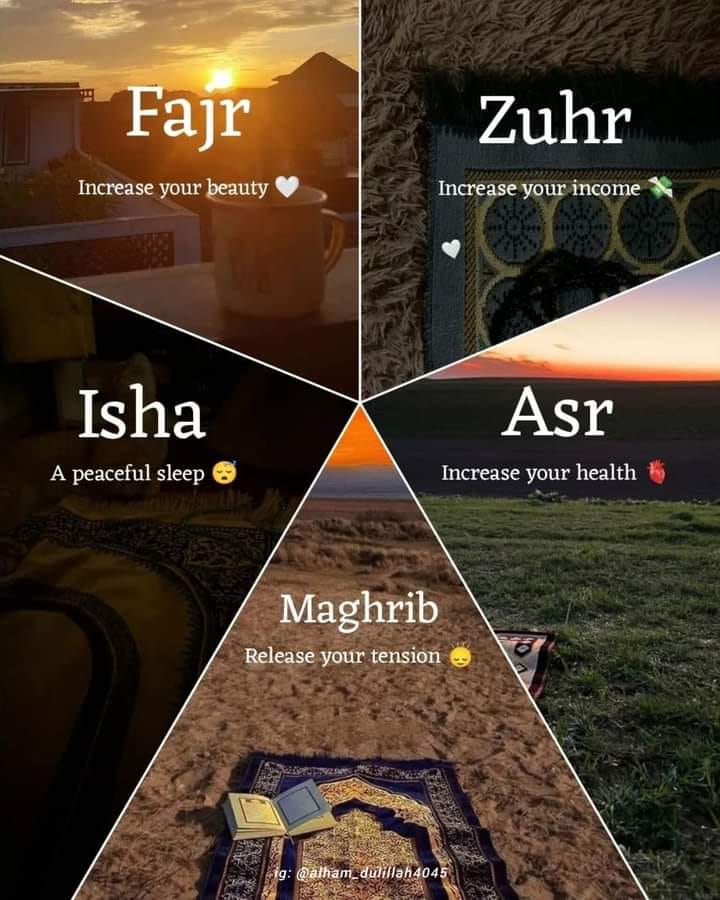 Fajr
Increase your beauty 🤍
Zuhr
Increase your income 💸
🤍
Isha
A peaceful sleep 😴
Asr
Increase your health 🫀
Maghrib
Release your tension 😔
ig: @alham_dulillah4045